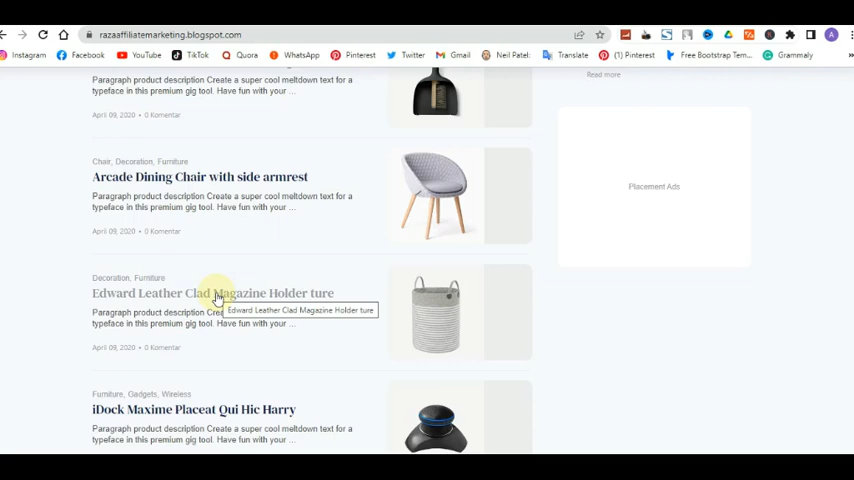 razaaffiliatemarketing.blogspot.com
Instagram Facebook YouTube TikTok Quora WhatsApp Pinterest Twitter Gmail Neil Patel: Translate (1) Pinterest Free Bootstrap Tem... Grammaly
Paragraph product description Create a super cool meltdown text for a
typeface in this premium gig tool. Have fun with your ...
April 09, 2020 • 0 Komentar
Read more
Placement Ads
Chair, Decoration, Furniture
Arcade Dining Chair with side armrest
Paragraph product description Create a super cool meltdown text for a
typeface in this premium gig tool. Have fun with your ...
April 09, 2020 • 0 Komentar
Decoration, Furniture
Edward Leather Clad Magazine Holder ture
Edward Leather Clad Magazine Holder ture
Paragraph product description Crea
typeface in this premium gig tool. Have fun with your ...
April 09, 2020 • 0 Komentar
Furniture, Gadgets, Wireless
iDock Maxime Placeat Qui Hic Harry
Paragraph product description Create a super cool meltdown text for a
typeface in this premium gig tool. Have fun with your ...